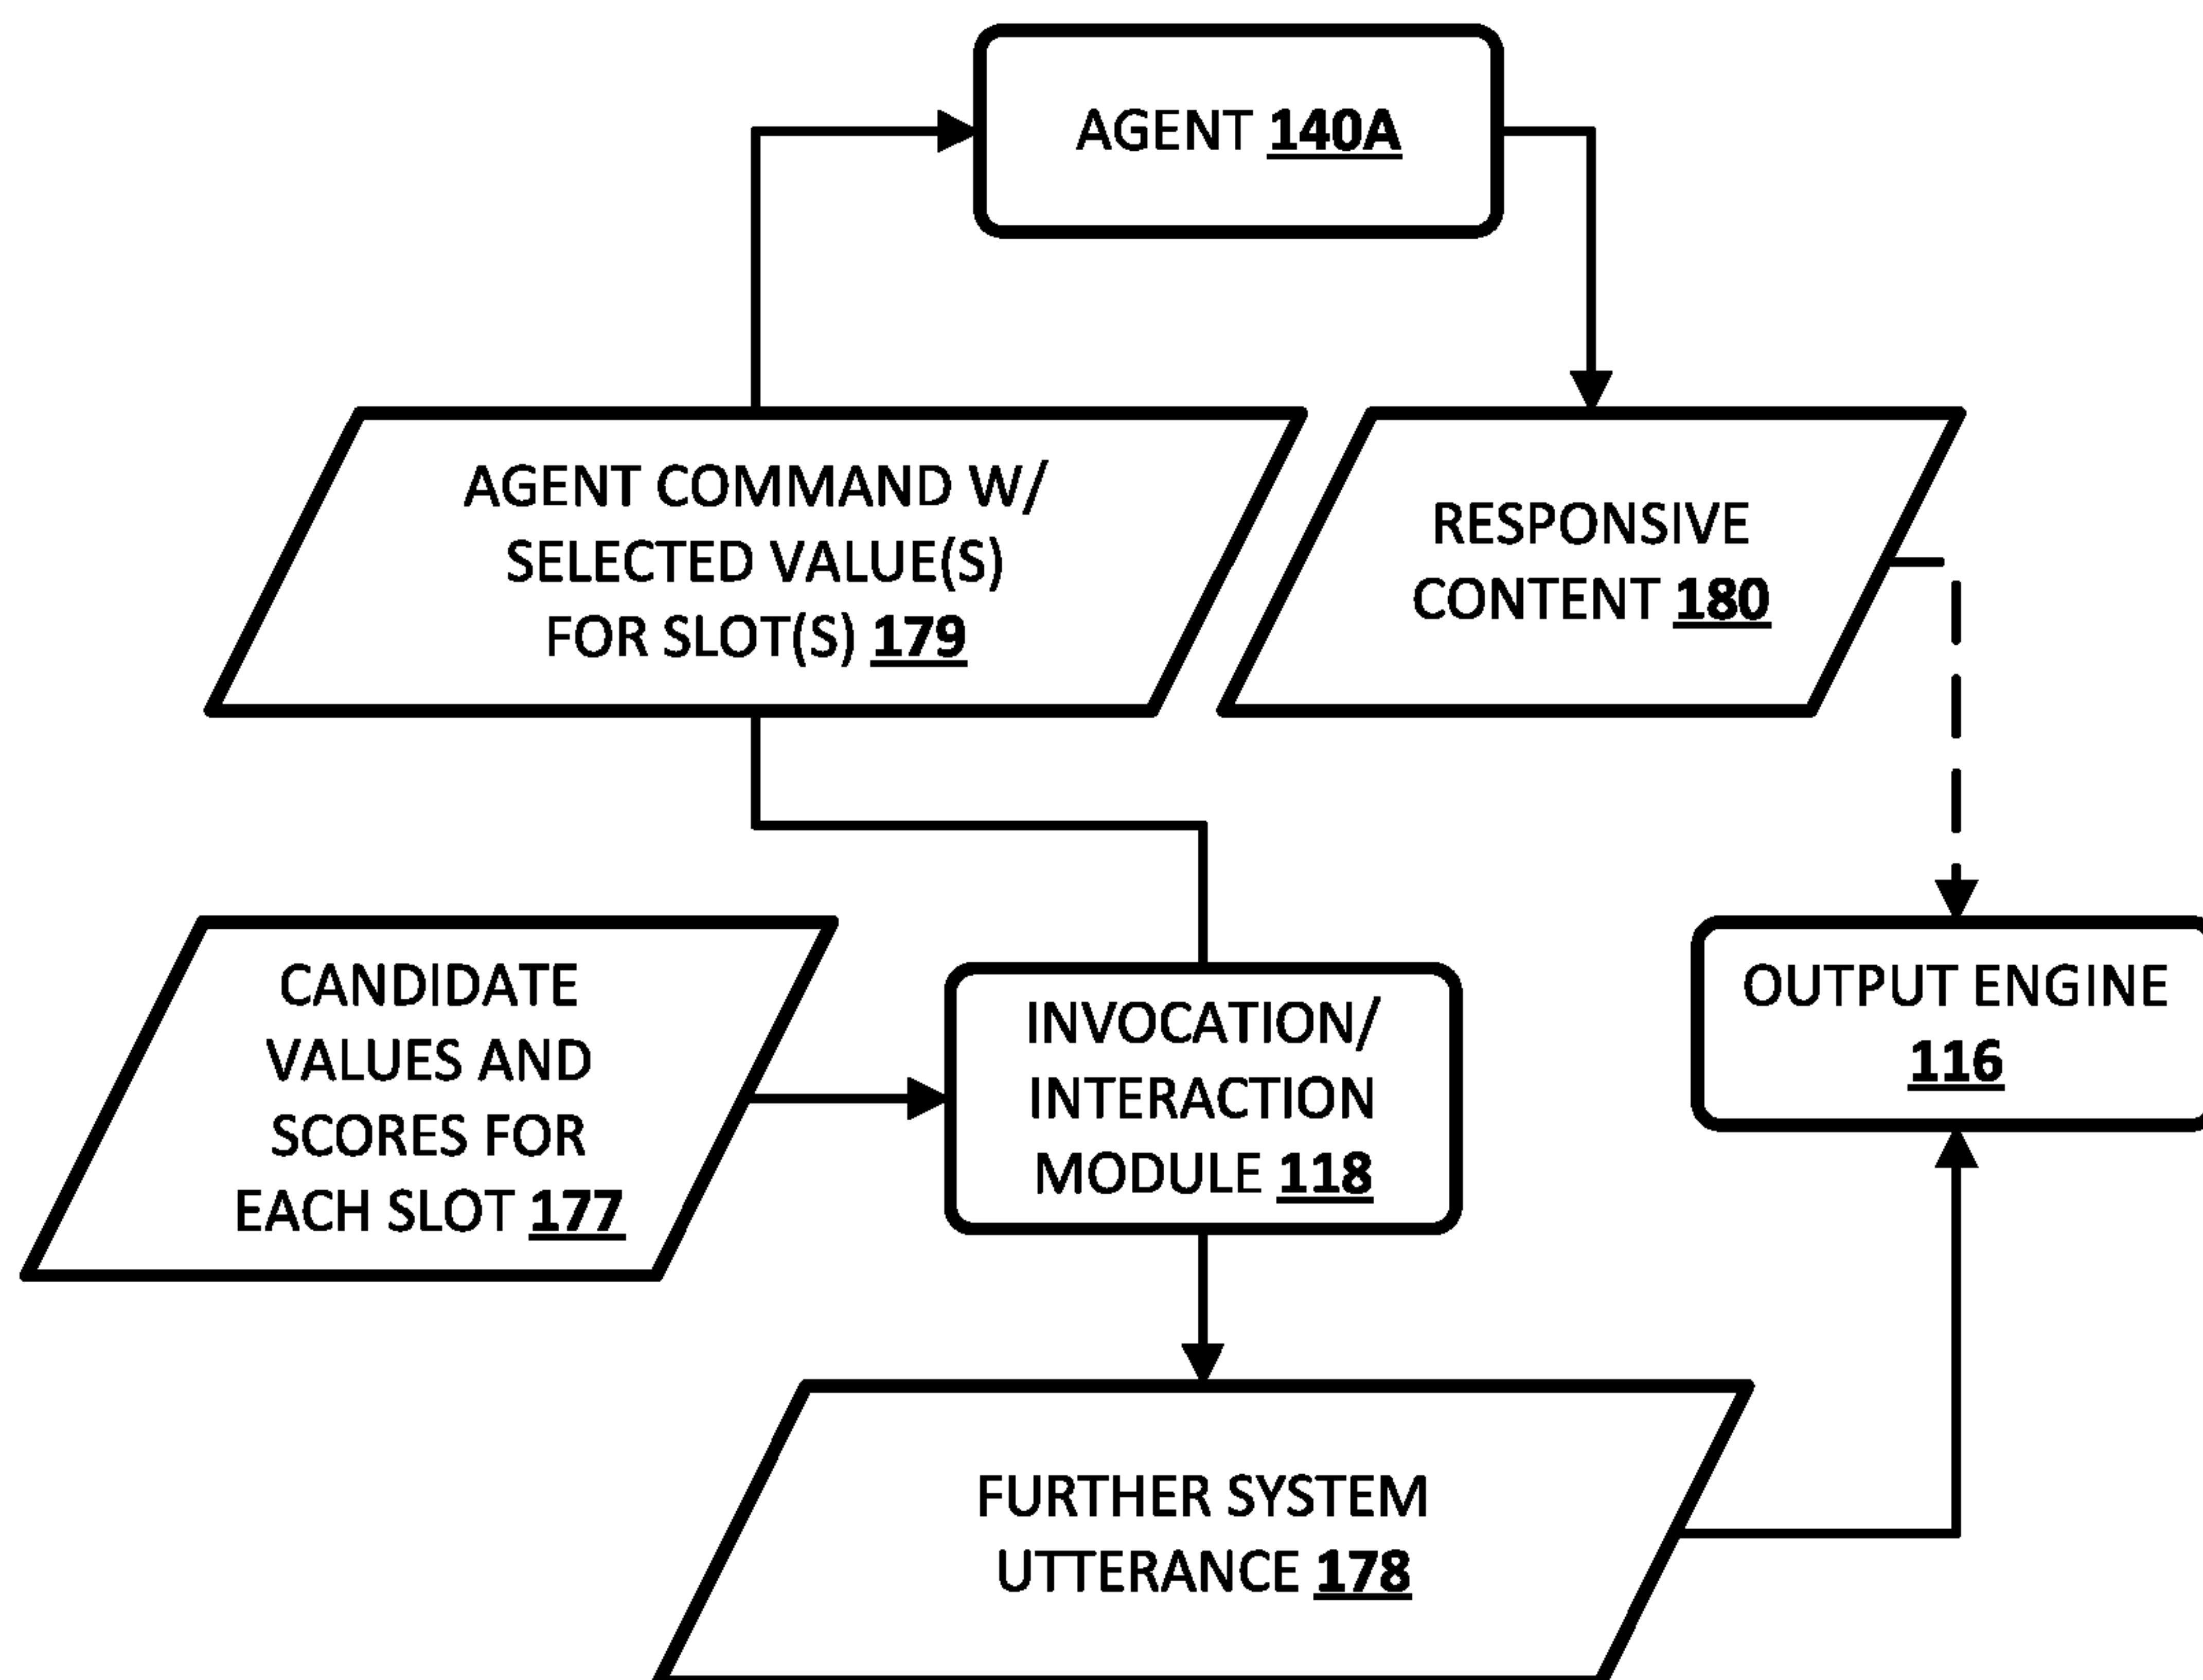 AGENT 140A
AGENT COMMAND W/
SELECTED VALUE(S)
FOR SLOT(S) 179
RESPONSIVE
CONTENT 180
CANDIDATE
VALUES AND
SCORES FOR
EACH SLOT 177
INVOCATION/
INTERACTION
MODULE 118
OUTPUT ENGINE
116
FURTHER SYSTEM
UTTERANCE 178